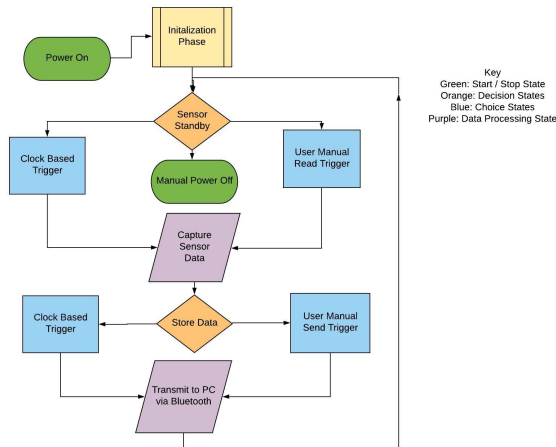 Initalization
Phase
Power On
Key
Green: Start / Stop State
Orange: Decision States
Blue: Choice States
Purple: Data Processing State
Sensor
Standby
Clock Based
Trigger
User Manual
Read Trigger
Manual Power Off
Capture
Sensor
Data
Clock Based
Trigger
Store Data
User Manual
Send Trigger
Transmit to PC
via Bluetooth